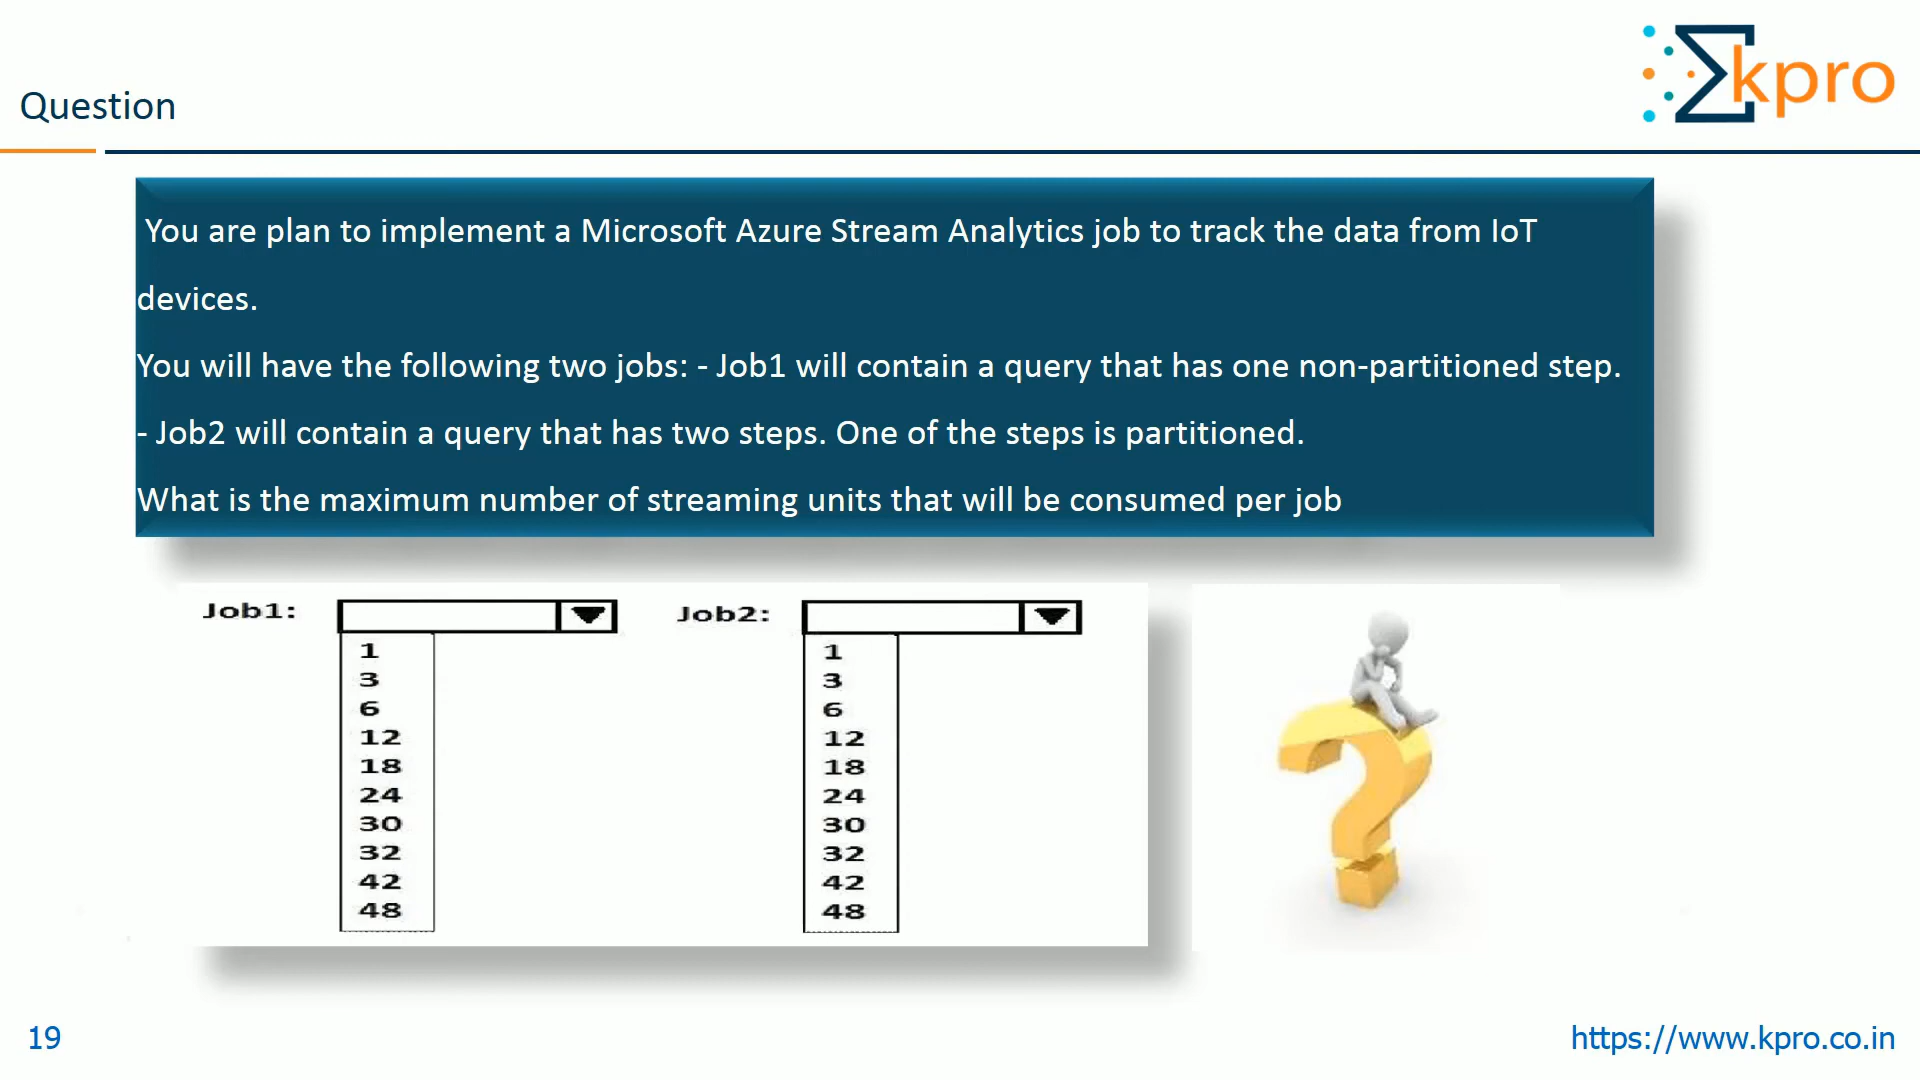 Question
kpro
You are plan to implement a Microsoft Azure Stream Analytics job to track the data from IoT
devices.
You will have the following two jobs: - Job1 will contain a query that has one non-partitioned step.
- Job2 will contain a query that has two steps. One of the steps is partitioned.
What is the maximum number of streaming units that will be consumed per job
Job1:
1
3
6
12
18
24
30
32
42
48
Job2:
1
3
6
12
18
24
30
32
42
48
19
https://www.kpro.co.in